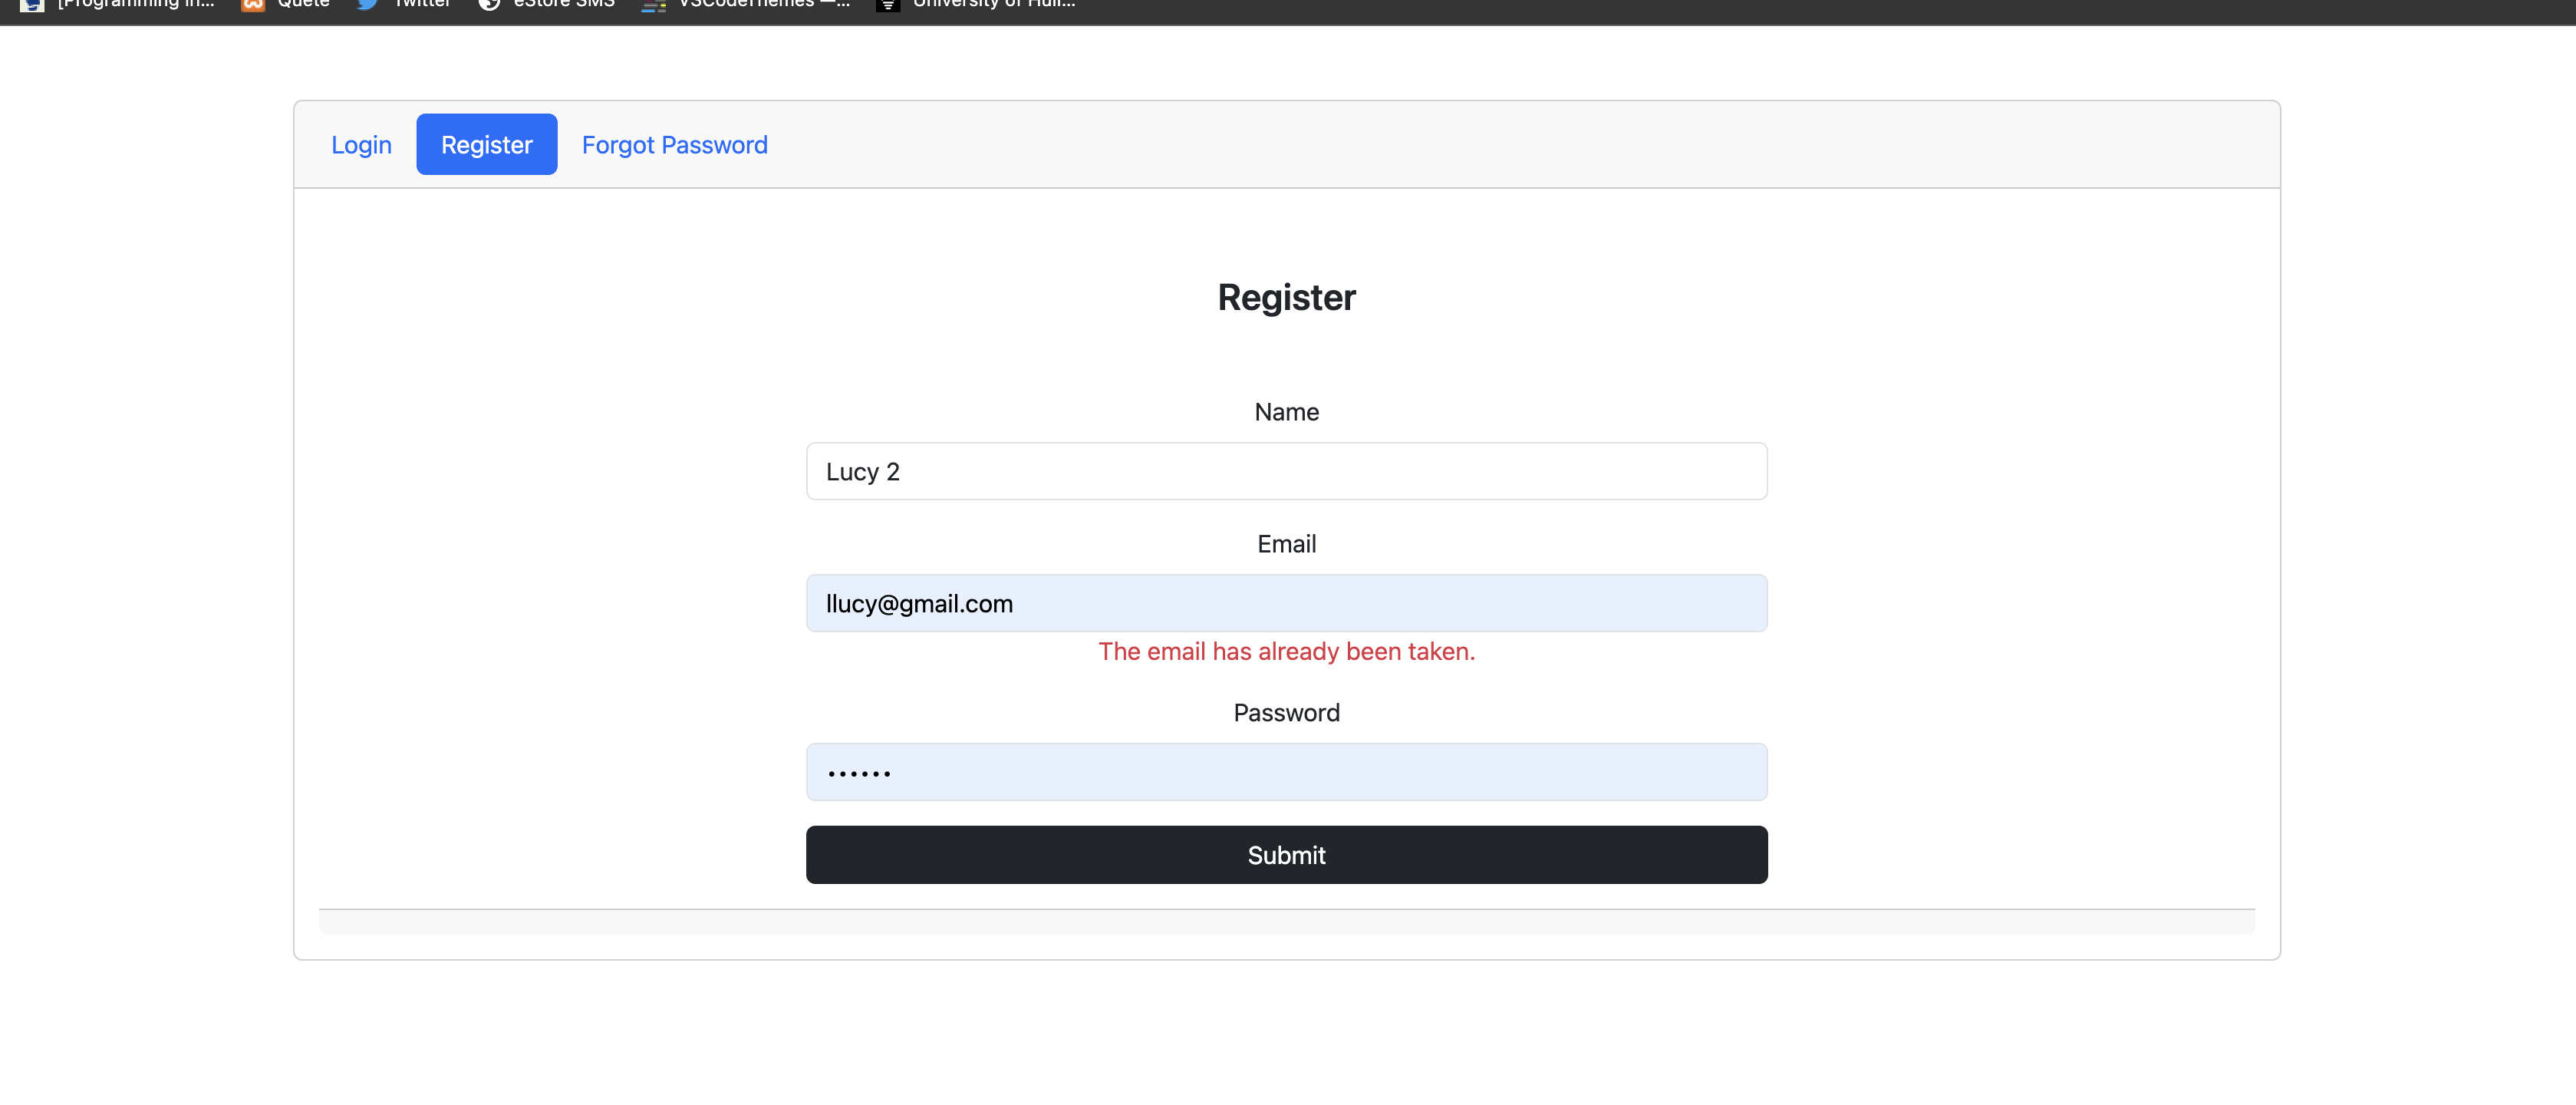 [Programming in... Quete Twitter eStore SMS VSCodeThemes —... University of Hull...
Login Register Forgot Password
Register
Name
Lucy 2
Email
llucy@gmail.com
The email has already been taken.
Password
Submit